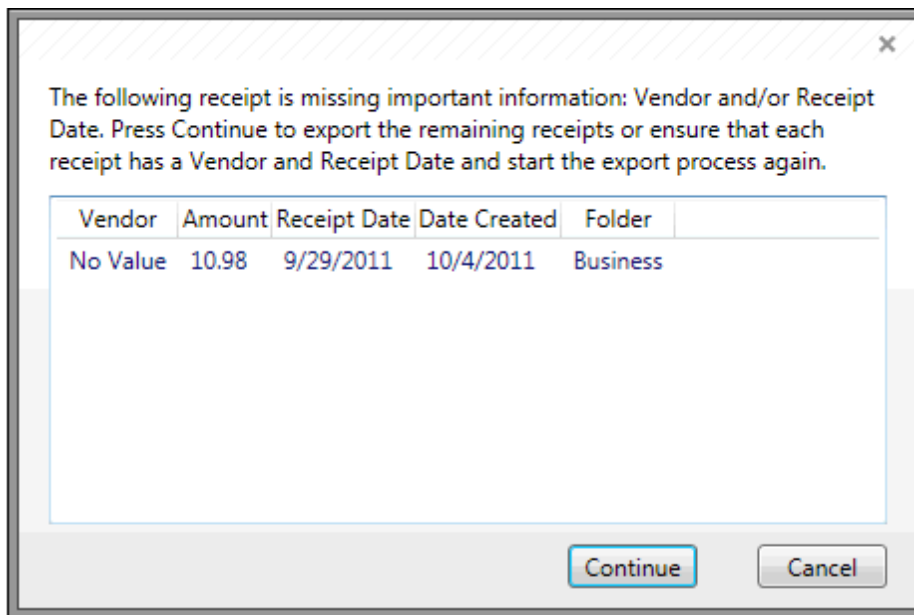 The following receipt is missing important information: Vendor and/or Receipt
Date. Press Continue to export the remaining receipts or ensure that each
receipt has a Vendor and Receipt Date and start the export process again.
Vendor Amount Receipt Date Date Created Folder
No Value 10.98 9/29/2011 10/4/2011 Business
Continue Cancel